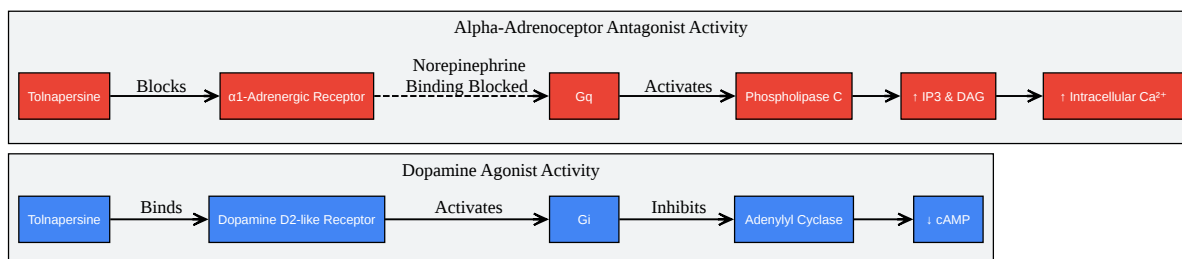 Alpha-Adrenoceptor Antagonist Activity
Tolnapersine
Blocks
α1-Adrenergic Receptor
Norepinephrine
Binding Blocked
Gq
Activates
Phospholipase C
↑ IP3 & DAG
↑ Intracellular Ca²⁺
Dopamine Agonist Activity
Tolnapersine
Binds
Dopamine D2-like Receptor
Activates
Gi
Inhibits
Adenylyl Cyclase
↓ cAMP